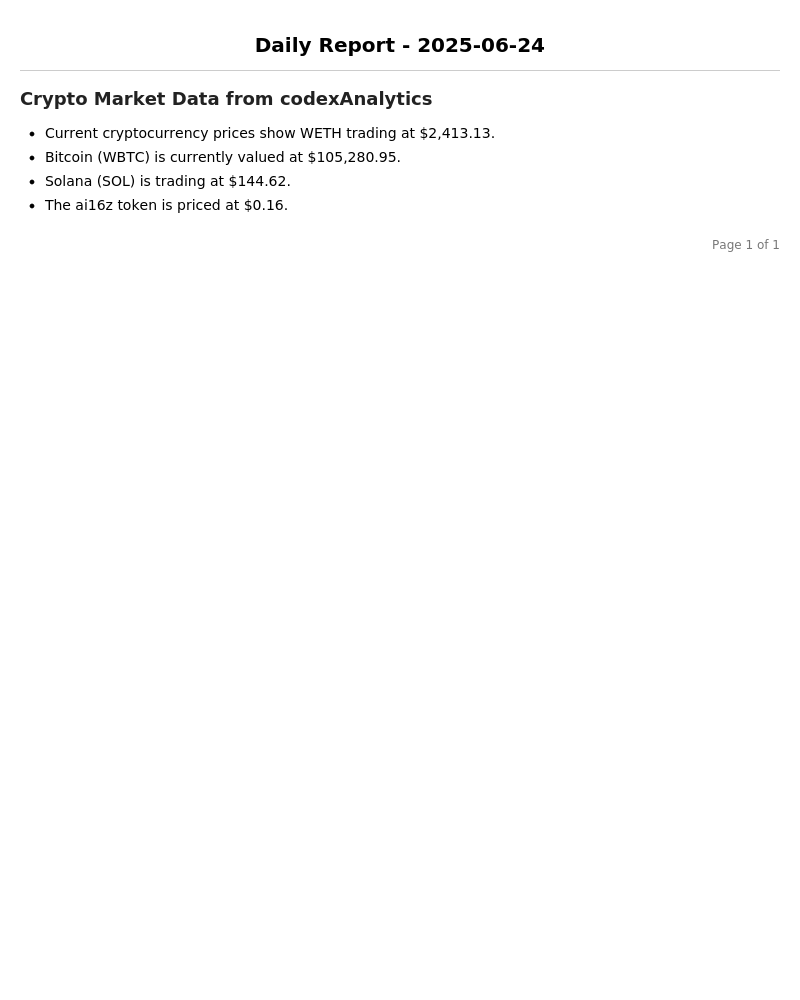 Daily Report - 2025-06-24
Crypto Market Data from codexAnalytics
• Current cryptocurrency prices show WETH trading at $2,413.13.
• Bitcoin (WBTC) is currently valued at $105,280.95.
• Solana (SOL) is trading at $144.62.
• The ai16z token is priced at $0.16.
Page 1 of 1